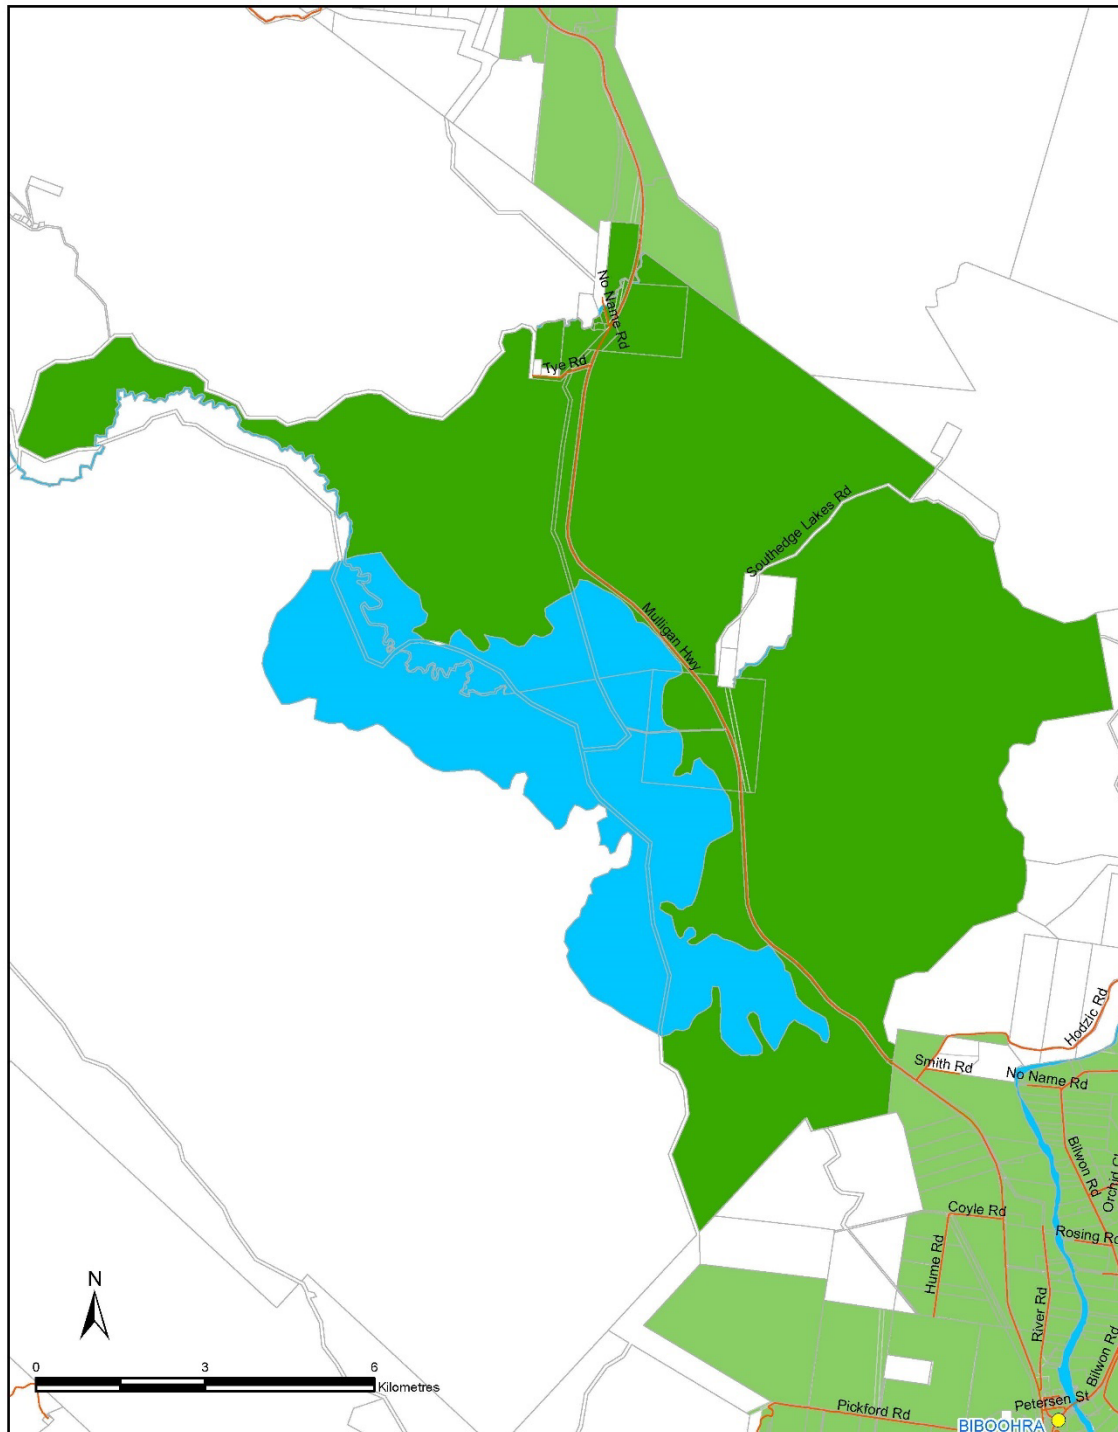 No Name Rd
Tye Rd
Southedge Lakes Rd
Mulligan Hwy
Hodzic Rd
Smith Rd
No Name Rd
Bilwon Rd
Coyle Rd
Rosing Rd
Hume Rd
River Rd
Bilwon Rd
Petersen St
Pickford Rd
BIBOOHRA
N
0 3 6
Kilometres